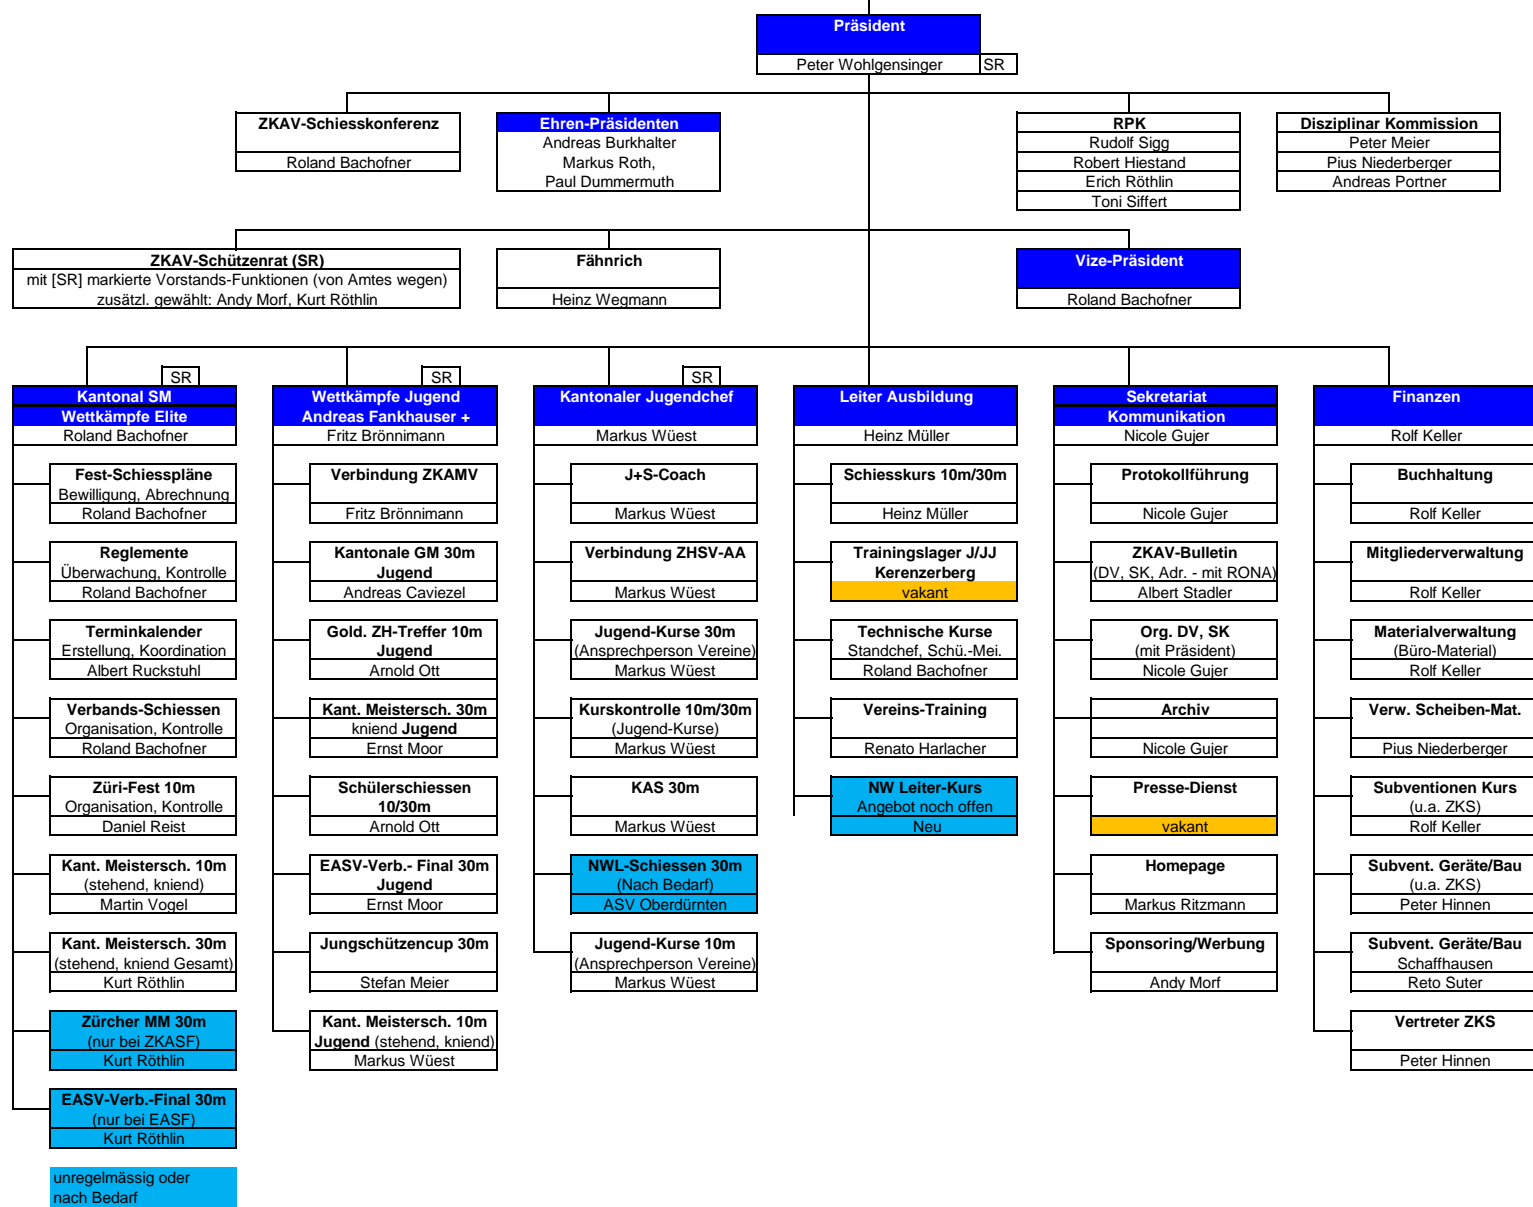 Präsident
Peter Wohlgensinger
SR
ZKAV-Schiesskonferenz
Roland Bachofner
Ehren-Präsidenten
Andreas Burkhalter
Markus Roth,
Paul Dummermuth
RPK
Rudolf Sigg
Robert Hiestand
Erich Röthlin
Toni Siffert
Disziplinar Kommission
Peter Meier
Pius Niederberger
Andreas Portner
ZKAV-Schützenrat (SR)
mit [SR] markierte Vorstands-Funktionen (von Amtes wegen)
zusätzl. gewählt: Andy Morf, Kurt Röthlin
Fähnrich
Heinz Wegmann
Vize-Präsident
Roland Bachofner
SR
Kantonal SM
Wettkämpfe Elite
Roland Bachofner
Fest-Schiesspläne
Bewilligung, Abrechnung
Roland Bachofner
Reglemente
Überwachung, Kontrolle
Roland Bachofner
Terminkalender
Erstellung, Koordination
Albert Ruckstuhl
Verbands-Schiessen
Organisation, Kontrolle
Roland Bachofner
Züri-Fest 10m
Organisation, Kontrolle
Daniel Reist
Kant. Meistersch. 10m
(stehend, kniend)
Martin Vogel
Kant. Meistersch. 30m
(stehend, kniend Gesamt)
Kurt Röthlin
Zürcher MM 30m
(nur bei ZKASF)
Kurt Röthlin
EASV-Verb.-Final 30m
(nur bei EASF)
Kurt Röthlin
unregelmässig oder
nach Bedarf
SR
Wettkämpfe Jugend
Andreas Fankhauser +
Fritz Brönnimann
Verbindung ZKAMV
Fritz Brönnimann
Kantonale GM 30m
Jugend
Andreas Caviezel
Gold. ZH-Treffer 10m
Jugend
Arnold Ott
Kant. Meistersch. 30m
kniend Jugend
Ernst Moor
Schülerschiessen
10/30m
Arnold Ott
EASV-Verb.- Final 30m
Jugend
Ernst Moor
Jungschützencup 30m
Stefan Meier
Kant. Meistersch. 10m
Jugend (stehend, kniend)
Markus Wüest
SR
Kantonaler Jugendchef
Markus Wüest
J+S-Coach
Markus Wüest
Verbindung ZHSV-AA
Markus Wüest
Jugend-Kurse 30m
(Ansprechperson Vereine)
Markus Wüest
Kurskontrolle 10m/30m
(Jugend-Kurse)
Markus Wüest
KAS 30m
Markus Wüest
NWL-Schiessen 30m
(Nach Bedarf)
ASV Oberdürnten
Jugend-Kurse 10m
(Ansprechperson Vereine)
Markus Wüest
Leiter Ausbildung
Heinz Müller
Schiesskurs 10m/30m
Heinz Müller
Trainingslager J/JJ
Kerenzerberg
vakant
Technische Kurse
Standchef, Schü.-Mei.
Roland Bachofner
Vereins-Training
Renato Harlacher
NW Leiter-Kurs
Angebot noch offen
Neu
Sekretariat
Kommunikation
Nicole Gujer
Protokollführung
Nicole Gujer
ZKAV-Bulletin
(DV, SK, Adr. - mit RONA)
Albert Stadler
Org. DV, SK
(mit Präsident)
Nicole Gujer
Archiv
Nicole Gujer
Presse-Dienst
vakant
Homepage
Markus Ritzmann
Sponsoring/Werbung
Andy Morf
Finanzen
Rolf Keller
Buchhaltung
Rolf Keller
Mitgliederverwaltung
Rolf Keller
Materialverwaltung
(Büro-Material)
Rolf Keller
Verw. Scheiben-Mat.
Pius Niederberger
Subventionen Kurs
(u.a. ZKS)
Rolf Keller
Subvent. Geräte/Bau
(u.a. ZKS)
Peter Hinnen
Subvent. Geräte/Bau
Schaffhausen
Reto Suter
Vertreter ZKS
Peter Hinnen